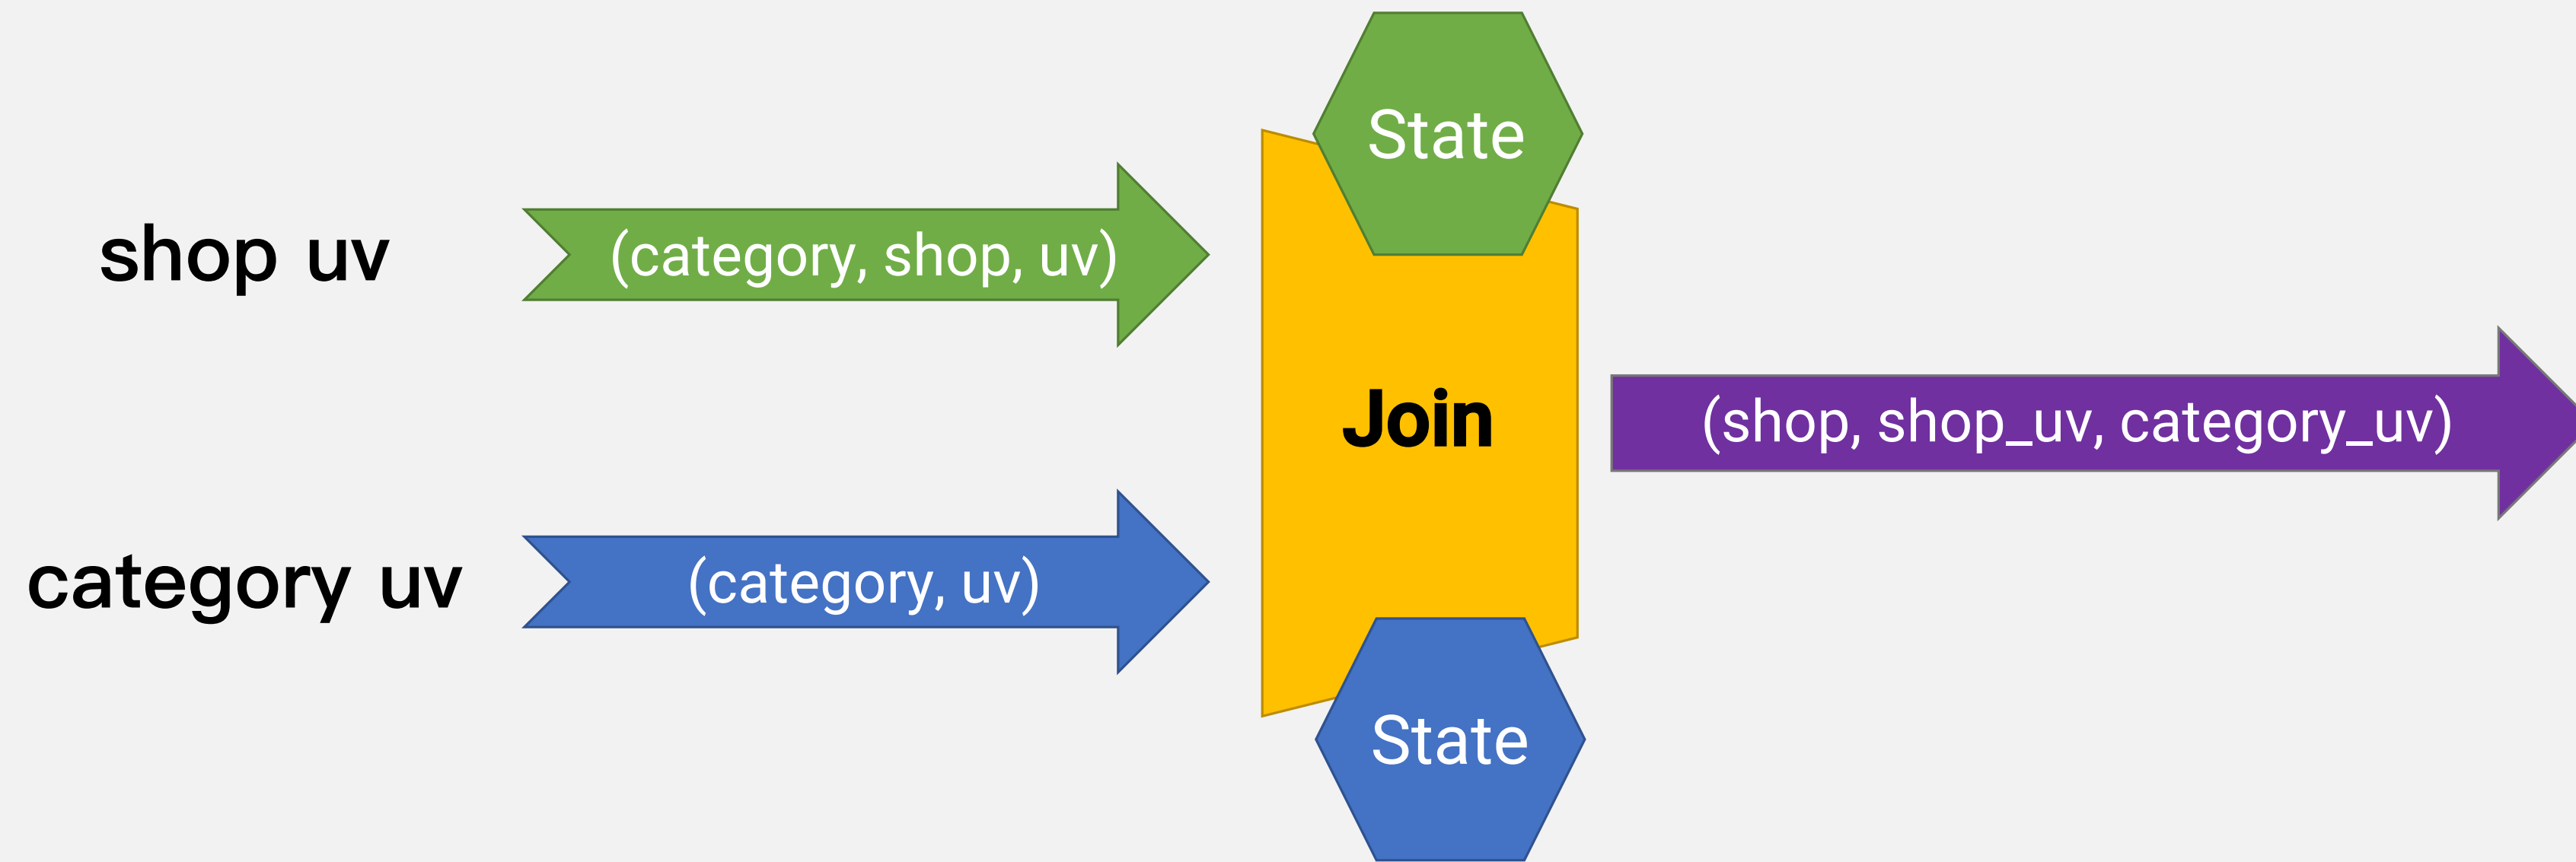 State
shop uv
(category, shop, uv)
Join
(shop, shop_uv, category_uv)
category uv
(category, uv)
State